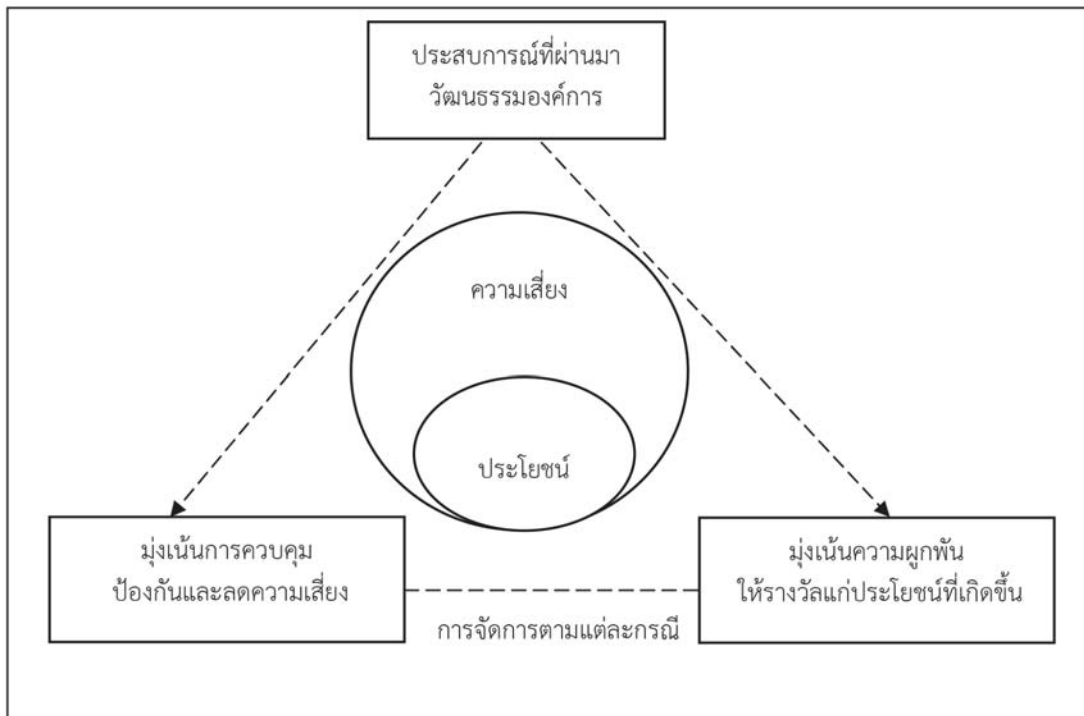 ประสบการณ์ที่ผ่านมา
วัฒนธรรมองค์การ
ความเสี่ยง
ประโยชน์
มุ่งเน้นการควบคุม
ป้องกันและลดความเสี่ยง
มุ่งเน้นความผูกพัน
ให้รางวัลแก่ประโยชน์ที่เกิดขึ้น
การจัดการตามแต่ละกรณี